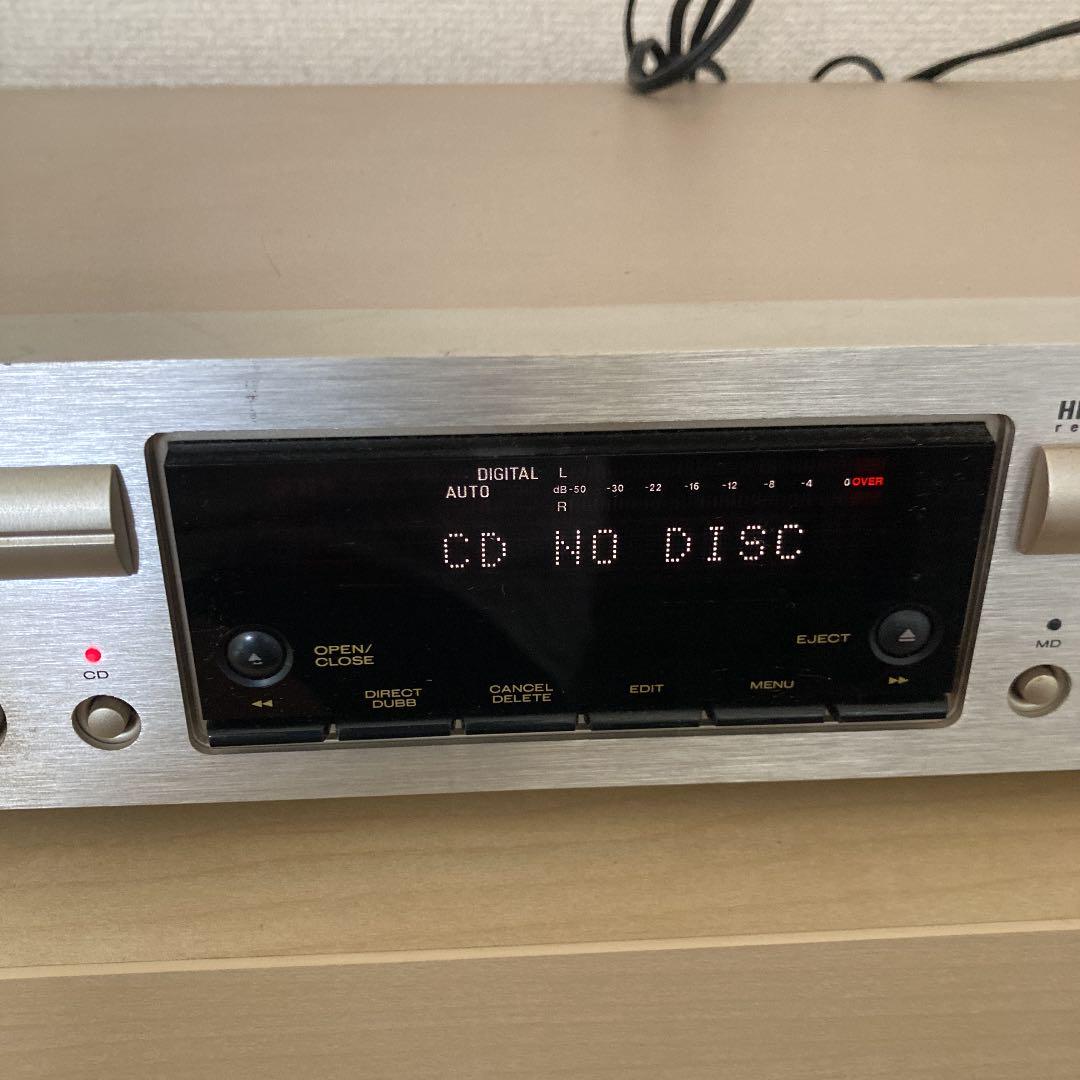 DIGITAL L
AUTO dB -50 -30 -22 -16 -12 -8 -4 0 OVER
R
CD NO DISC
OPEN/
CLOSE
EJECT
CD
MD
DIRECT
DUBB
CANCEL
DELETE
EDIT
MENU